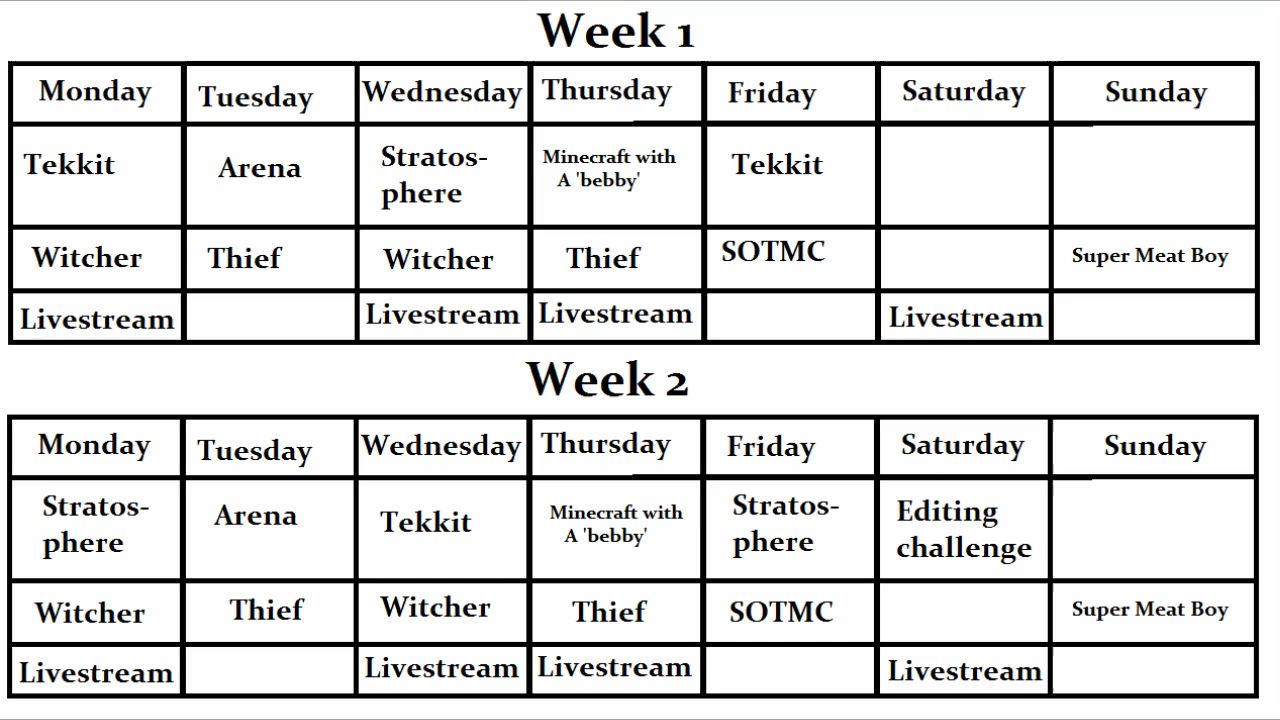 Week 1
Monday Tuesday Wednesday Thursday Friday Saturday Sunday
Tekkit Arena Stratos- Minecraft with Tekkit
phere A 'bebby'
Witcher Thief Witcher Thief SOTMC Super Meat Boy
Livestream Livestream Livestream Livestream
Week 2
Monday Tuesday Wednesday Thursday Friday Saturday Sunday
Stratos- Arena Tekkit Minecraft with Stratos- Editing
phere A 'bebby' phere challenge
Witcher Thief Witcher Thief SOTMC Super Meat Boy
Livestream Livestream Livestream Livestream